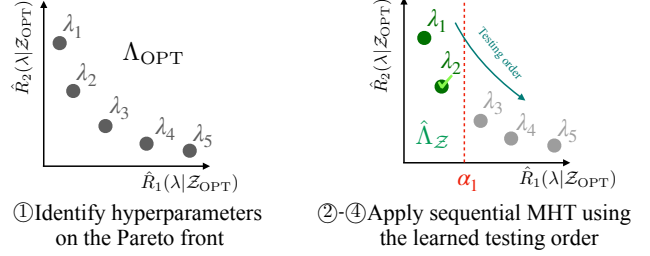 λ₁
Λ_OPT
λ₂
λ₃
λ₄
λ₅
R̂₂(λ|𝒵_OPT)
R̂₁(λ|𝒵_OPT)
①Identify hyperparameters
on the Pareto front
λ₁
Testing order
λ₂
λ₃
λ₄
λ₅
Λ̂_𝒵
R̂₂(λ|𝒵_OPT)
α₁
R̂₁(λ|𝒵_OPT)
②-④Apply sequential MHT using
the learned testing order